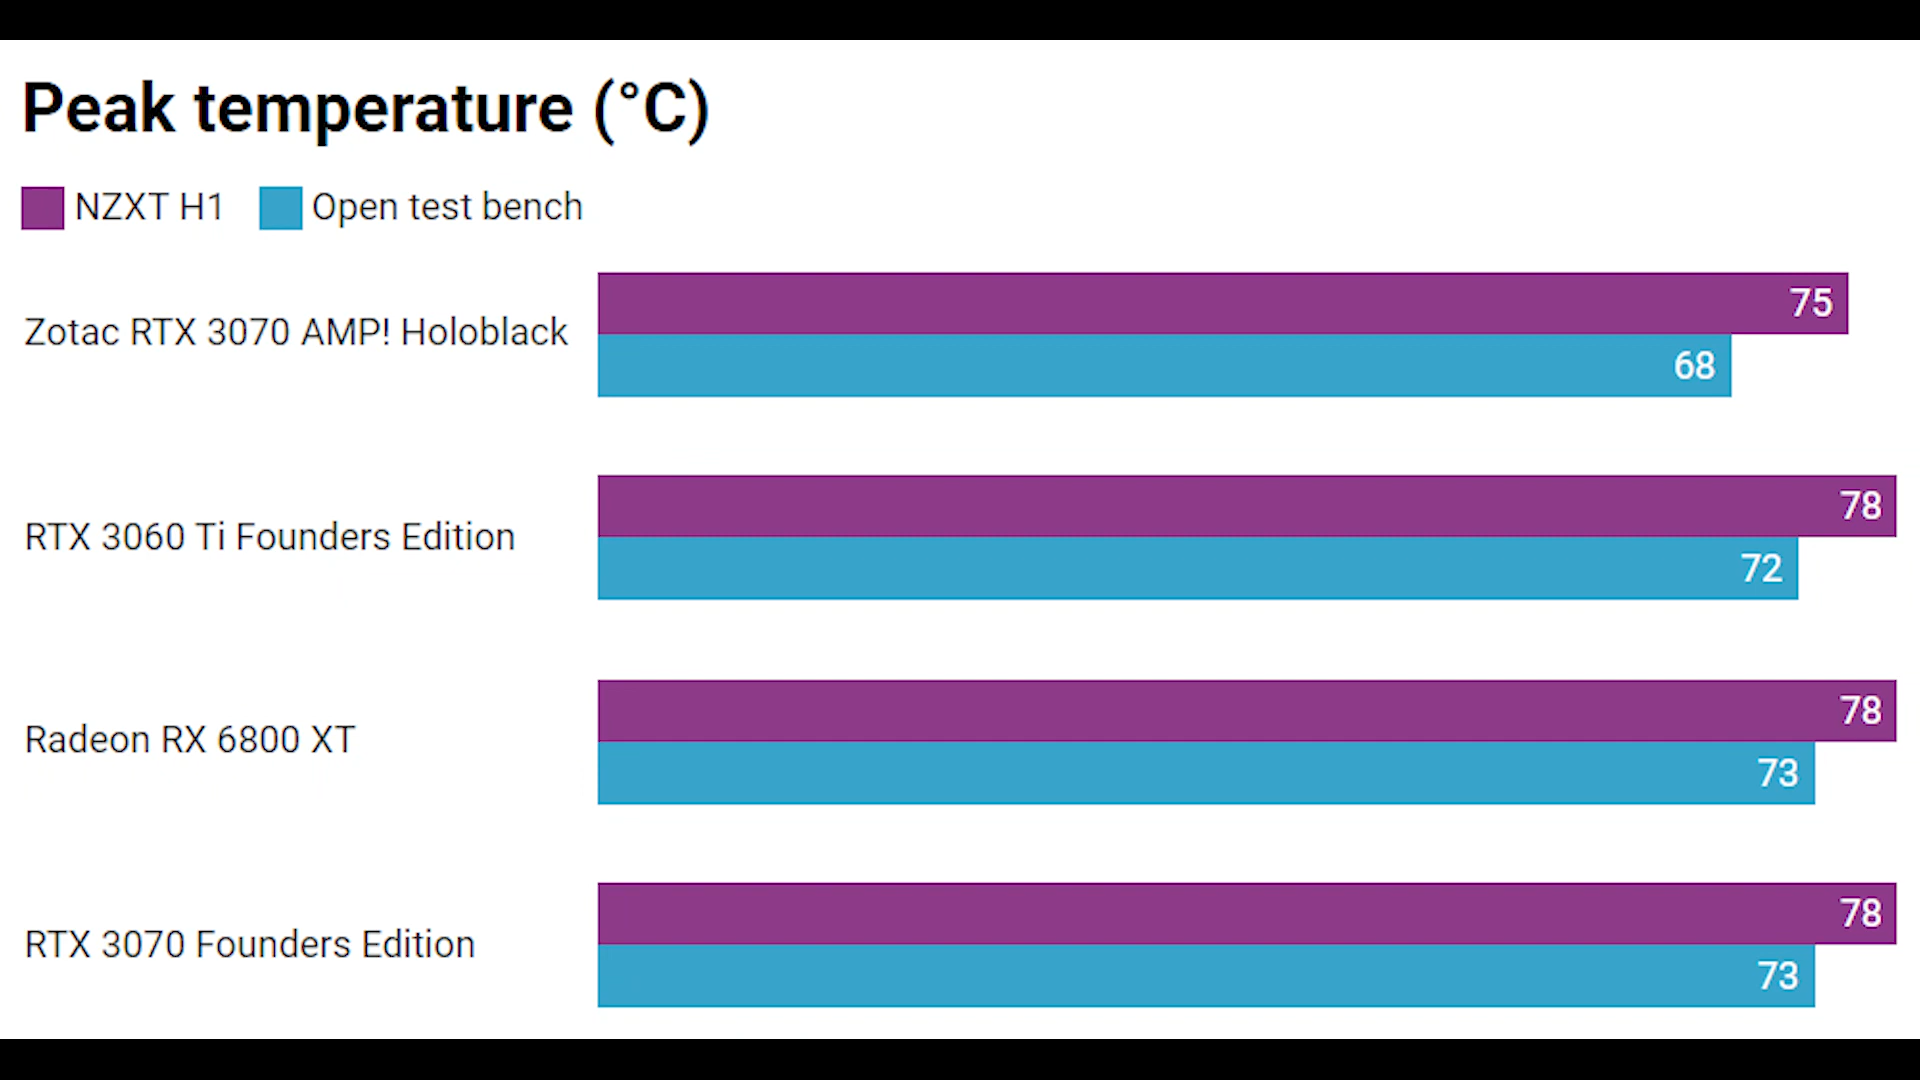 Peak temperature (°C)
NZXT H1 Open test bench
Zotac RTX 3070 AMP! Holoblack
75
68
RTX 3060 Ti Founders Edition
78
72
Radeon RX 6800 XT
78
73
RTX 3070 Founders Edition
78
73